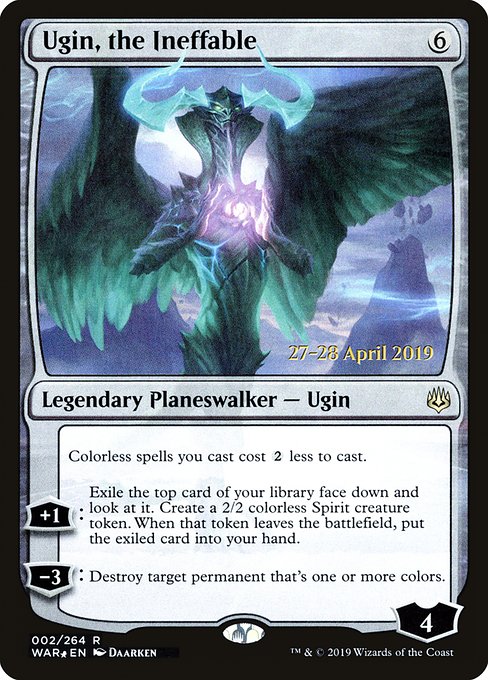 Ugin, the Ineffable 6
27-28 April 2019
Legendary Planeswalker — Ugin
Colorless spells you cast cost 2 less to cast.
+1 : Exile the top card of your library face down and
look at it. Create a 2/2 colorless Spirit creature
token. When that token leaves the battlefield, put
the exiled card into your hand.
-3 : Destroy target permanent that's one or more colors.
4
002/264 R
WAR★EN Daarken
™ & © 2019 Wizards of the Coast